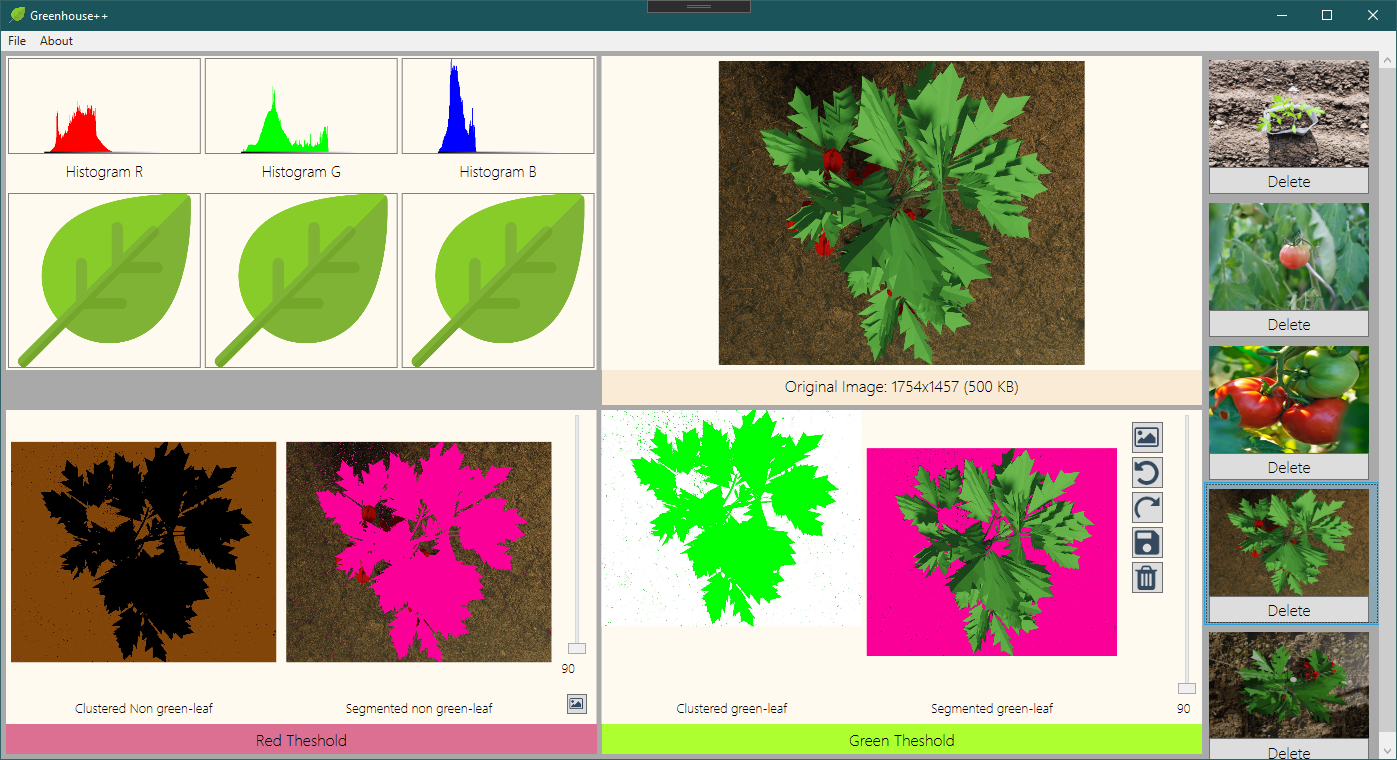 Greenhouse++
File About
Histogram R
Histogram G
Histogram B
Original Image: 1754x1457 (500 KB)
90
Clustered Non green-leaf
Segmented non green-leaf
Red Theshold
Clustered green-leaf
Segmented green-leaf
90
Green Theshold
Delete
Delete
Delete
Delete
Delete